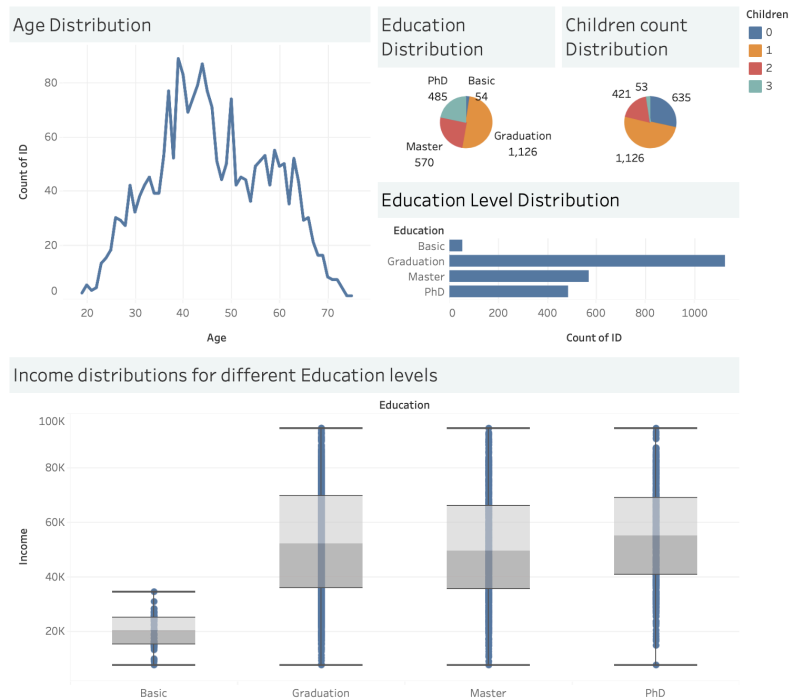 Age Distribution
80
60
40
20
0
Count of ID
20 30 40 50 60 70
Age
Education
Distribution
PhD
485
Basic
54
Graduation
1,126
Master
570
Children count
Distribution
421 53
635
1,126
Children
0
1
2
3
Education Level Distribution
Education
Basic
Graduation
Master
PhD
0 200 400 600 800 1000
Count of ID
Income distributions for different Education levels
Education
100K
80K
60K
40K
20K
Income
Basic Graduation Master PhD